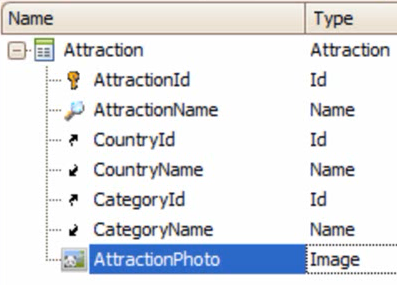 Name Type
Attraction Attraction
AttractionId Id
AttractionName Name
CountryId Id
CountryName Name
CategoryId Id
CategoryName Name
AttractionPhoto Image